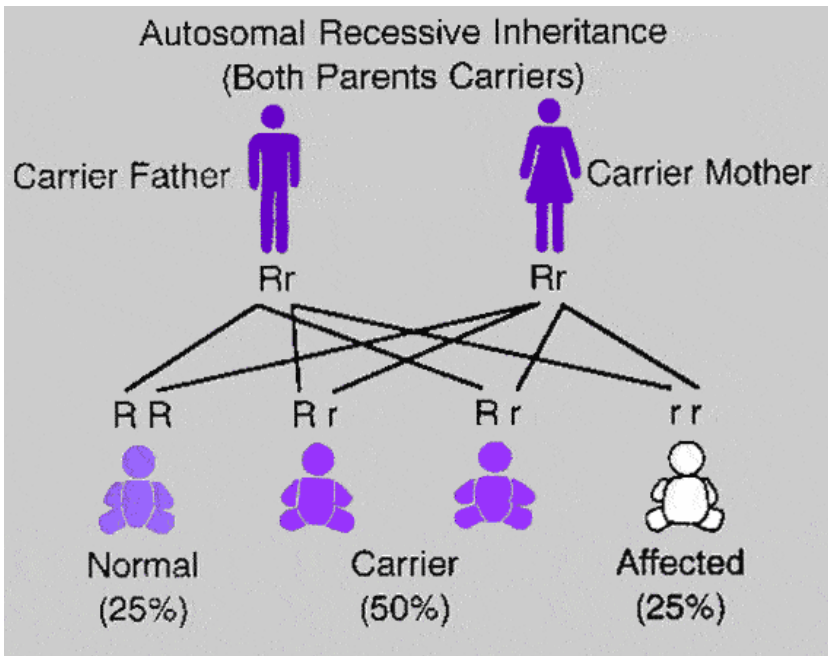 Autosomal Recessive Inheritance
(Both Parents Carriers)
Carrier Father
Carrier Mother
Rr
Rr
R R
R r
R r
r r
Normal
(25%)
Carrier
(50%)
Affected
(25%)